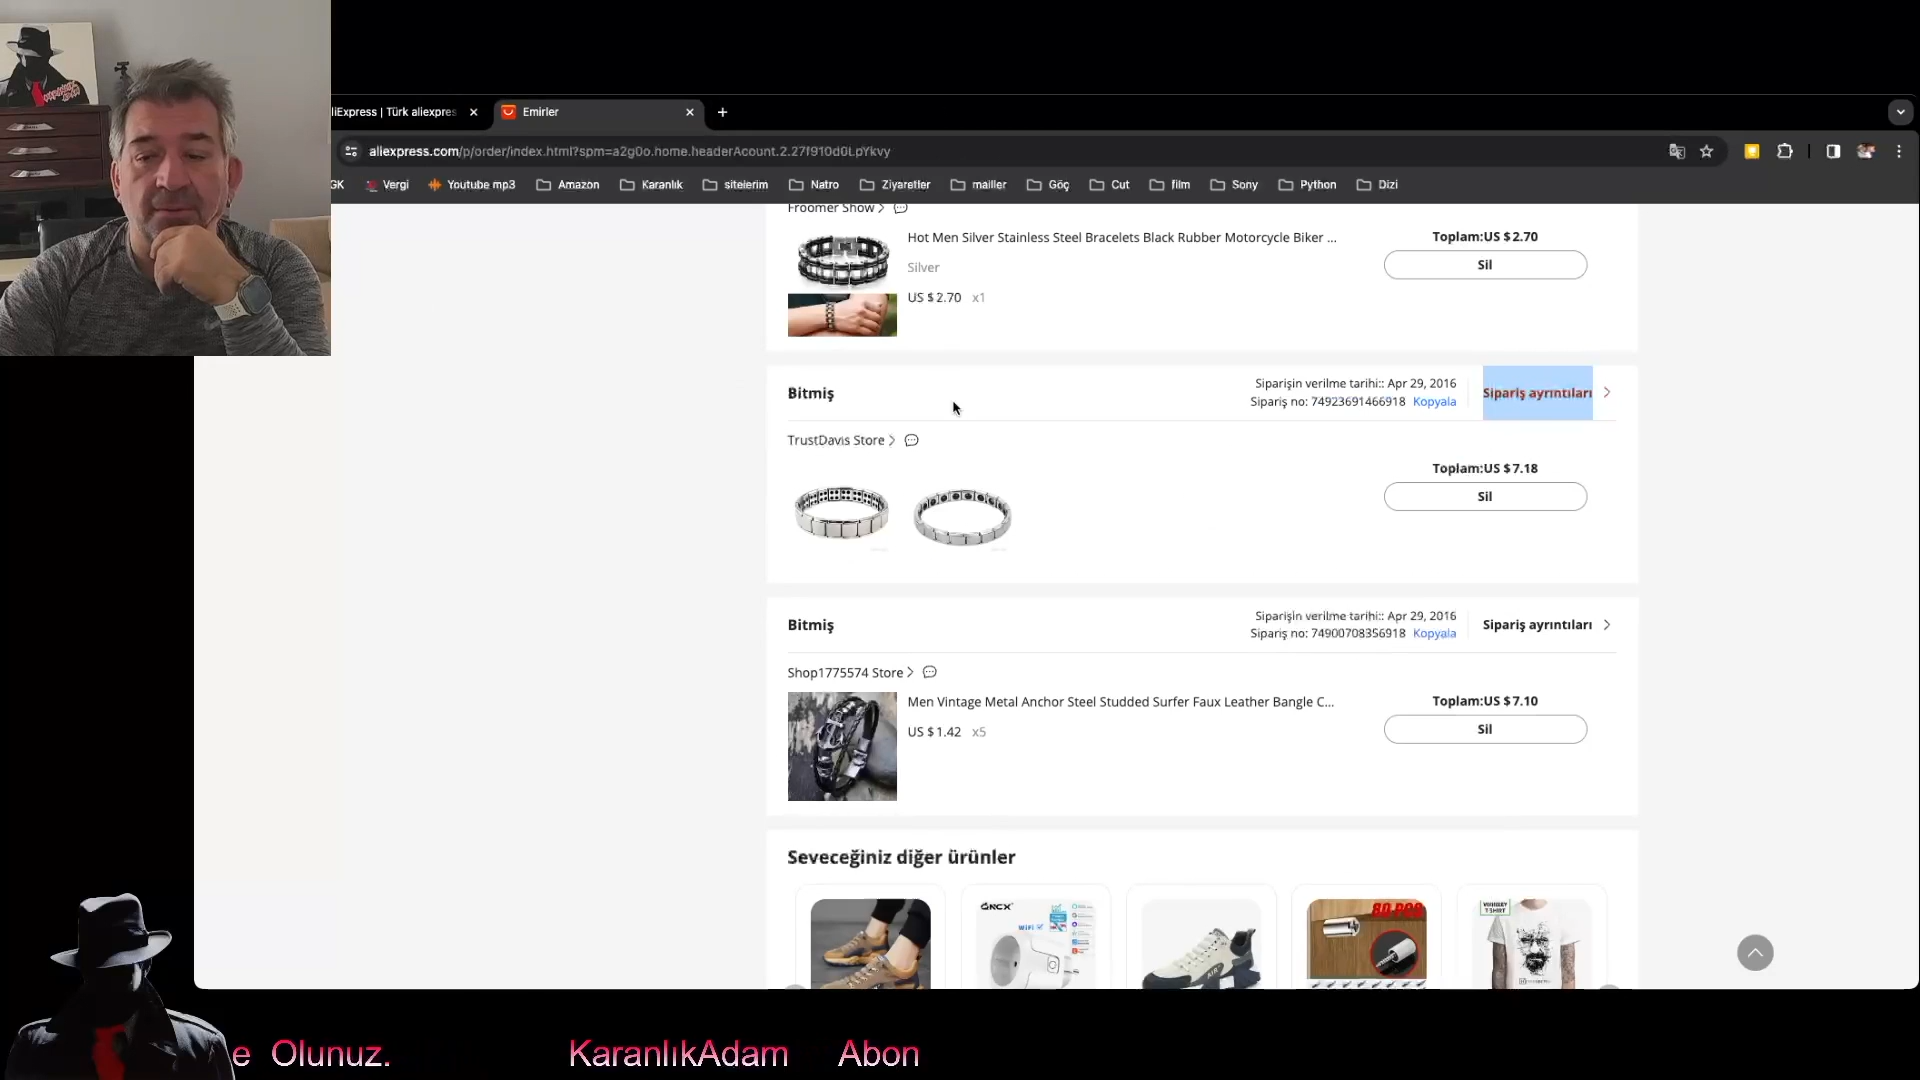 liExpress | Türk aliexpres
Emirler
aliexpress.com/p/order/index.html?spm=a2g0o.home.headerAcount.2.27f910d0LpYkvy
GK
Vergi
Youtube mp3
Amazon
Karanlık
sitelerim
Natro
Ziyaretler
mailler
Göç
Cut
film
Sony
Python
Dizi
Froomer Show
Hot Men Silver Stainless Steel Bracelets Black Rubber Motorcycle Biker ...
Toplam:US $2.70
Silver
Sil
US $2.70 x1
Bitmiş
Siparişin verilme tarihi:: Apr 29, 2016
Sipariş no: 74923691466918 Kopyala
Sipariş ayrıntıları
TrustDavis Store
Toplam:US $7.18
Sil
Bitmiş
Siparişin verilme tarihi:: Apr 29, 2016
Sipariş no: 74900708356918 Kopyala
Sipariş ayrıntıları
Shop1775574 Store
Men Vintage Metal Anchor Steel Studded Surfer Faux Leather Bangle C...
Toplam:US $7.10
US $1.42 x5
Sil
Seveceğiniz diğer ürünler
WiFi
AIR
80 PCS
T-SHIRT
e Olunuz. KaranlıkAdam Abon